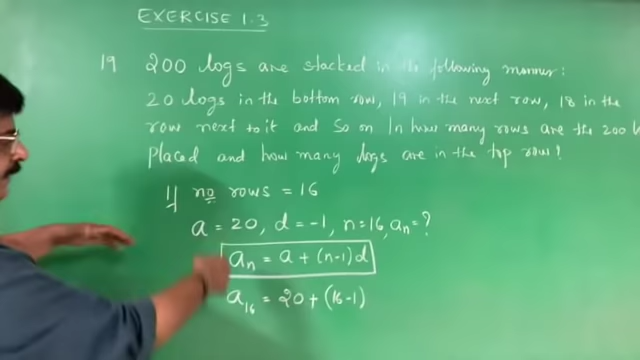 EXERCISE 1.3
19 200 logs are stacked in the following manner:
20 logs in the bottom row, 19 in the next row, 18 in the
row next to it and so on In how many rows are the 200 l
placed and how many logs are in the top row?
If no rows = 16
a = 20, d = -1, n = 16, an = ?
an = a + (n-1)d
a16 = 20 + (16-1)